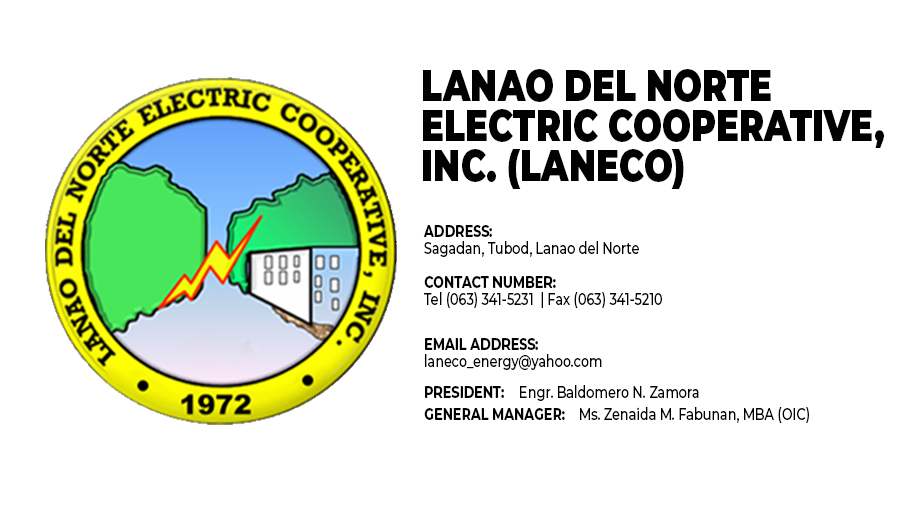 LANAO DEL NORTE ELECTRIC COOPERATIVE, INC.
1972
LANAO DEL NORTE
ELECTRIC COOPERATIVE,
INC. (LANECO)
ADDRESS:
Sagadan, Tubod, Lanao del Norte
CONTACT NUMBER:
Tel (063) 341-5231 | Fax (063) 341-5210
EMAIL ADDRESS:
laneco_energy@yahoo.com
PRESIDENT: Engr. Baldomero N. Zamora
GENERAL MANAGER: Ms. Zenaida M. Fabunan, MBA (OIC)